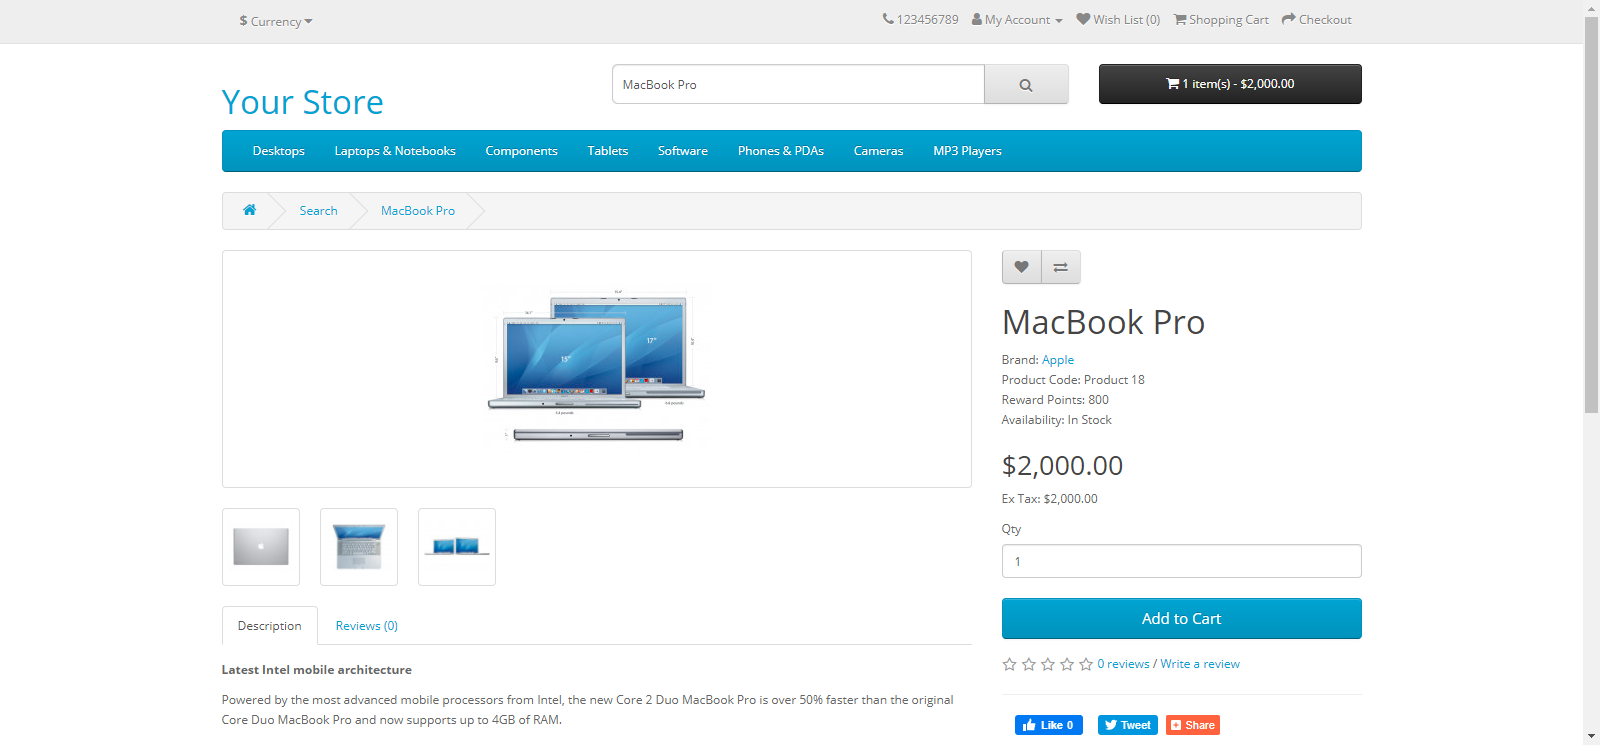 $ Currency
123456789 My Account Wish List (0) Shopping Cart Checkout
Your Store
MacBook Pro
1 item(s) - $2,000.00
Desktops Laptops & Notebooks Components Tablets Software Phones & PDAs Cameras MP3 Players
Search MacBook Pro
15"
17"
MacBook Pro
Brand: Apple
Product Code: Product 18
Reward Points: 800
Availability: In Stock
$2,000.00
Ex Tax: $2,000.00
Qty
1
Add to Cart
0 reviews / Write a review
Like 0 Tweet Share
Description Reviews (0)
Latest Intel mobile architecture
Powered by the most advanced mobile processors from Intel, the new Core 2 Duo MacBook Pro is over 50% faster than the original
Core Duo MacBook Pro and now supports up to 4GB of RAM.